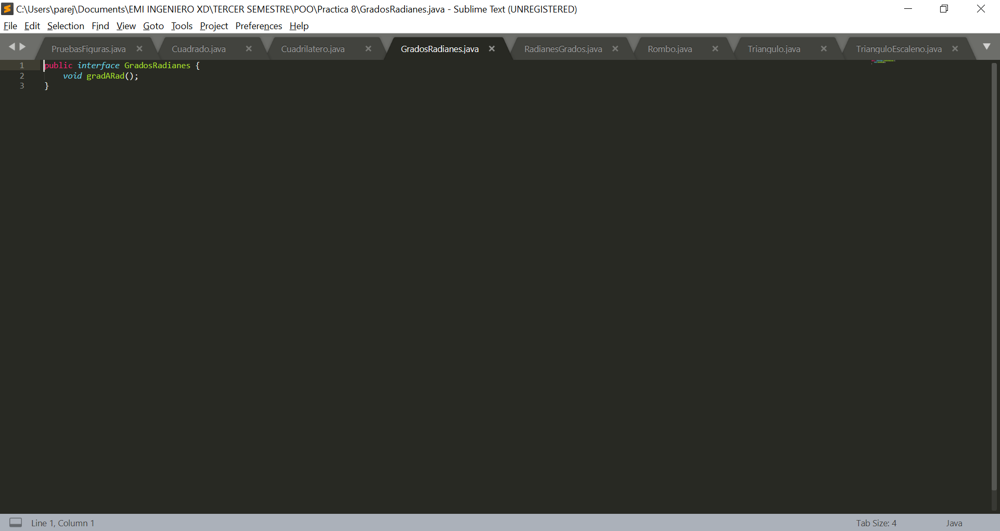 C:\Users\parej\Documents\EMI INGENIERO XD\TERCER SEMESTRE\POO\Practica 8\GradosRadianes.java - Sublime Text (UNREGISTERED)
File Edit Selection Find View Goto Tools Project Preferences Help
PruebasFiguras.java Cuadrado.java Cuadrilatero.java GradosRadianes.java RadianesGrados.java Rombo.java Triangulo.java TrianguloEscaleno.java
1 public interface GradosRadianes {
2 void gradARad();
3 }
Line 1, Column 1 Tab Size: 4 Java